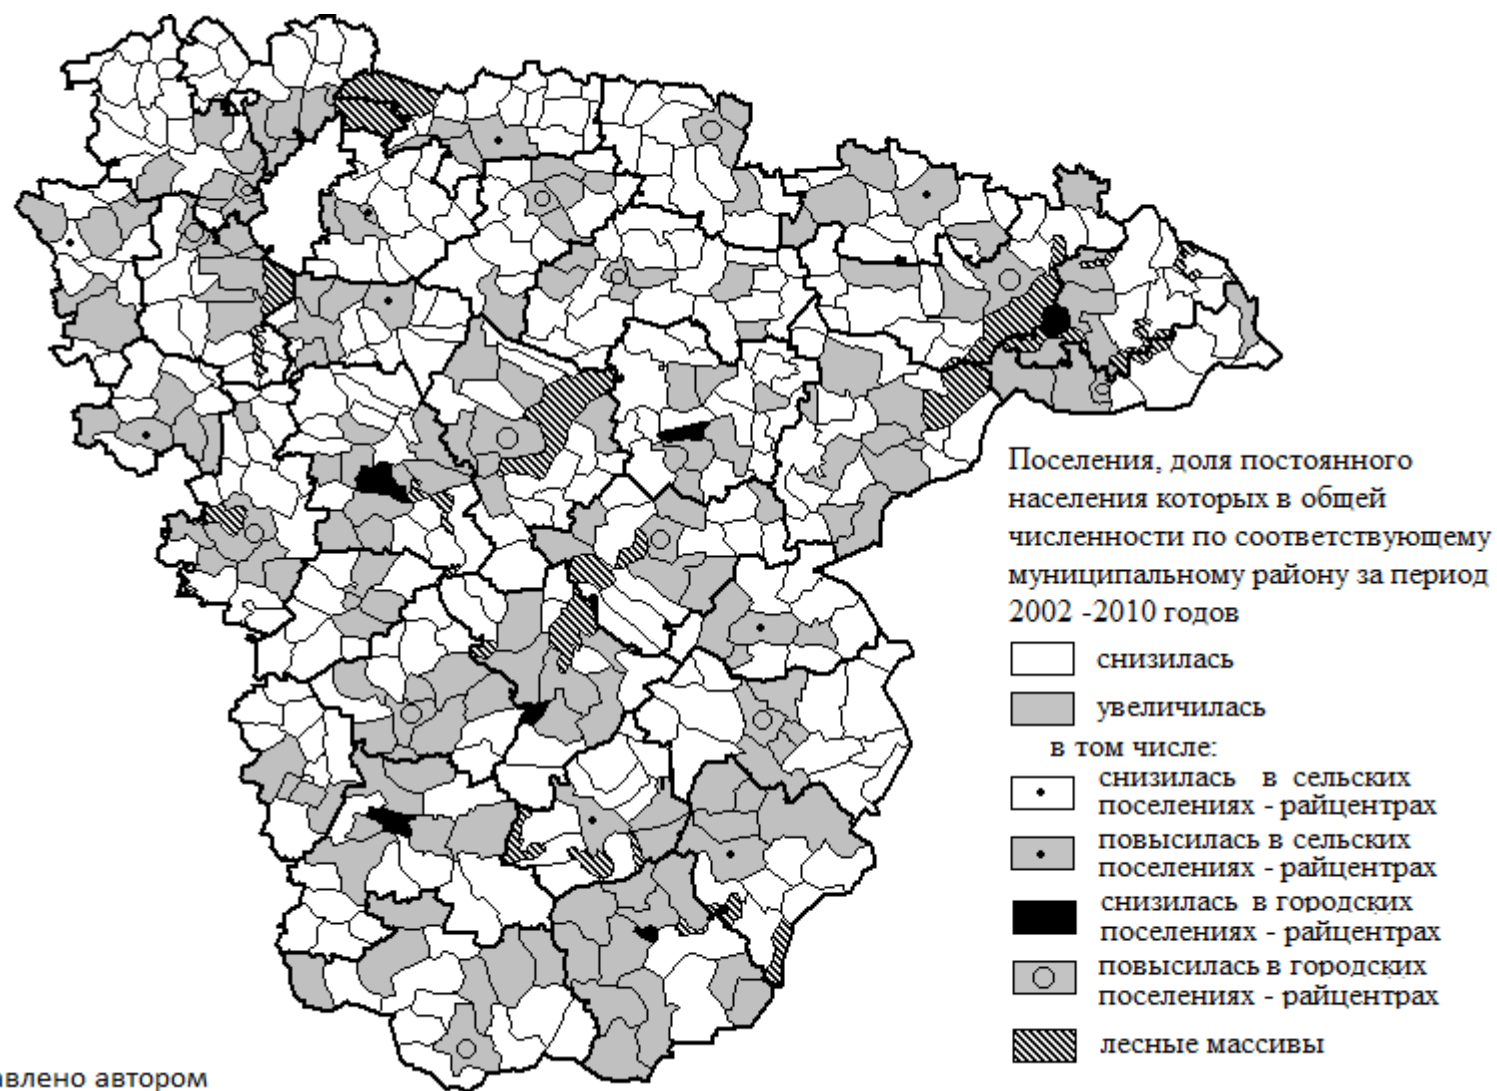 Поселения, доля постоянного
населения которых в общей
численности по соответствующему
муниципальному району за период
2002 -2010 годов
снизилась
увеличилась
в том числе:
снизилась в сельских
поселениях - райцентрах
повысилась в сельских
поселениях - райцентрах
снизилась в городских
поселениях - райцентрах
повысилась в городских
поселениях - райцентрах
лесные массивы
авлено автором